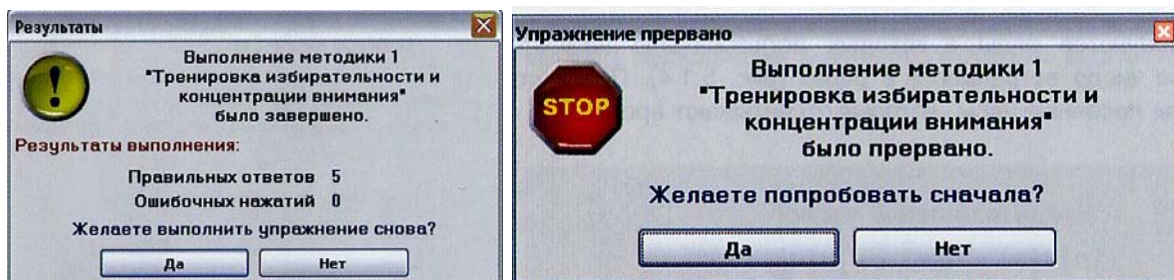 Результаты
Выполнение методики 1
"Тренировка избирательности и
концентрации внимания"
было завершено.
Результаты выполнения:
Правильных ответов 5
Ошибочных нажатий 0
Желаете выполнить упражнение снова?
Да Нет
Упражнение прервано
STOP
Выполнение методики 1
"Тренировка избирательности и
концентрации внимания"
было прервано.
Желаете попробовать сначала?
Да Нет